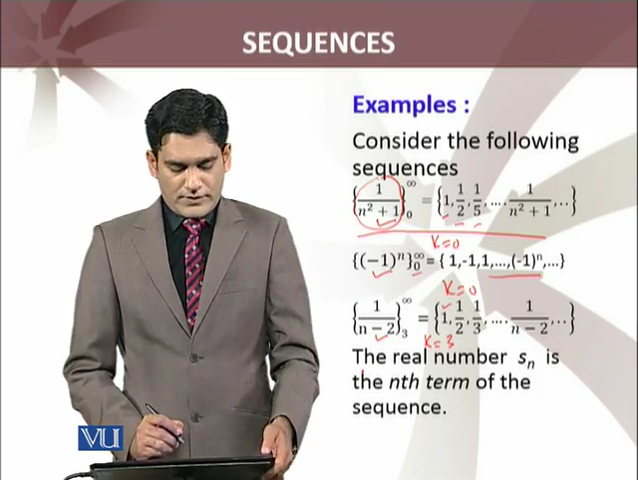 SEQUENCES
Examples :
Consider the following
sequences
{1/(n² + 1)}₀^∞ = {1, 1/2, 1/5, .... 1/(n² + 1), ...}
K=0
{(−1)ⁿ}₀^∞ = { 1,-1,1,...,(-1)ⁿ,...}
K=0
{1/(n − 2)}₃^∞ = {1, 1/2, 1/3, .... 1/(n − 2), ...}
K=3
The real number sₙ is
the nth term of the
sequence.
VU